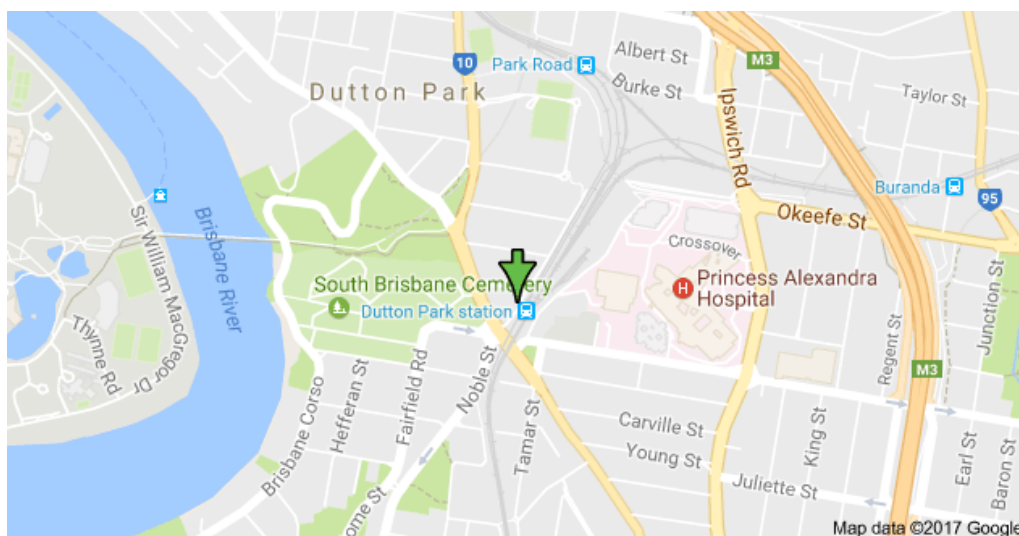 Albert St
M3
10
Park Road
Burke St
Taylor St
Dutton Park
Ipswich Rd
Buranda
95
Okeefe St
Sir William MacGregor Dr
Brisbane River
Crossover
South Brisbane Cemetery
Princess Alexandra
Hospital
H
Dutton Park station
Thynne Rd
Junction St
Regent St
M3
Noble St
Fairfield Rd
Hefferan St
Brisbane Corso
Tamar St
Carville St
King St
Young St
Earl St
Baron St
Juliette St
ome St
Map data ©2017 Google